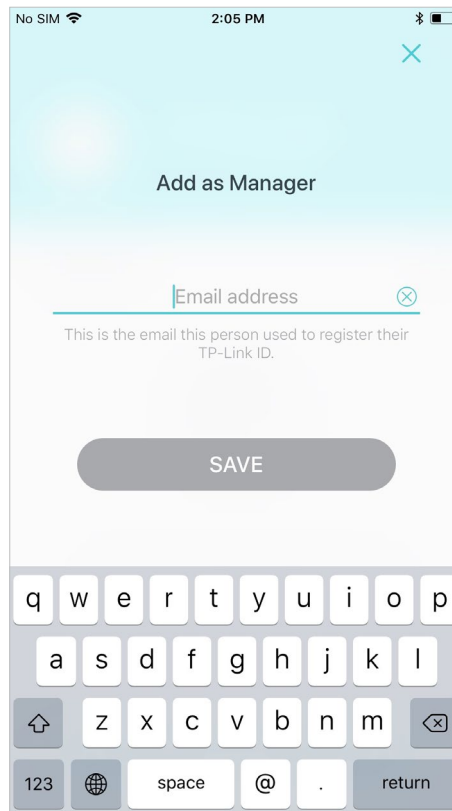 No SIM 2:05 PM
Add as Manager
Email address
This is the email this person used to register their
TP-Link ID.
SAVE
q w e r t y u i o p
a s d f g h j k l
z x c v b n m
123 space @ . return